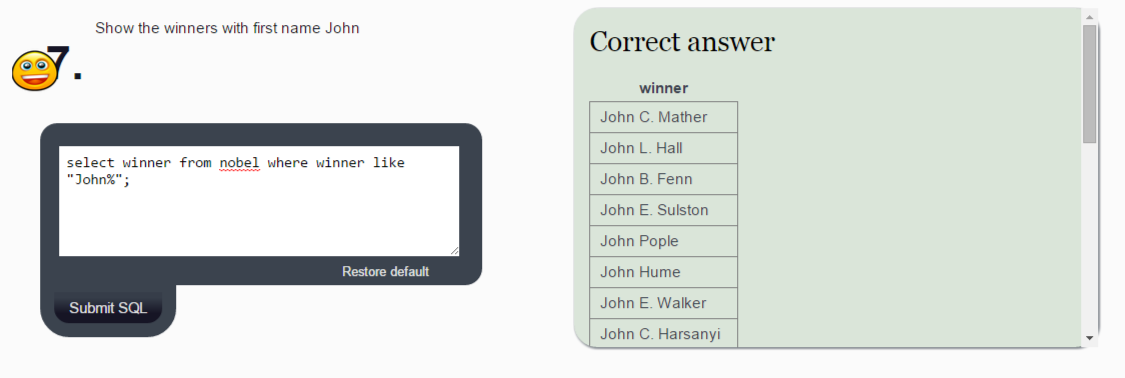 Show the winners with first name John
7.
select winner from nobel where winner like
"John%";
Restore default
Submit SQL
Correct answer
winner
John C. Mather
John L. Hall
John B. Fenn
John E. Sulston
John Pople
John Hume
John E. Walker
John C. Harsanyi